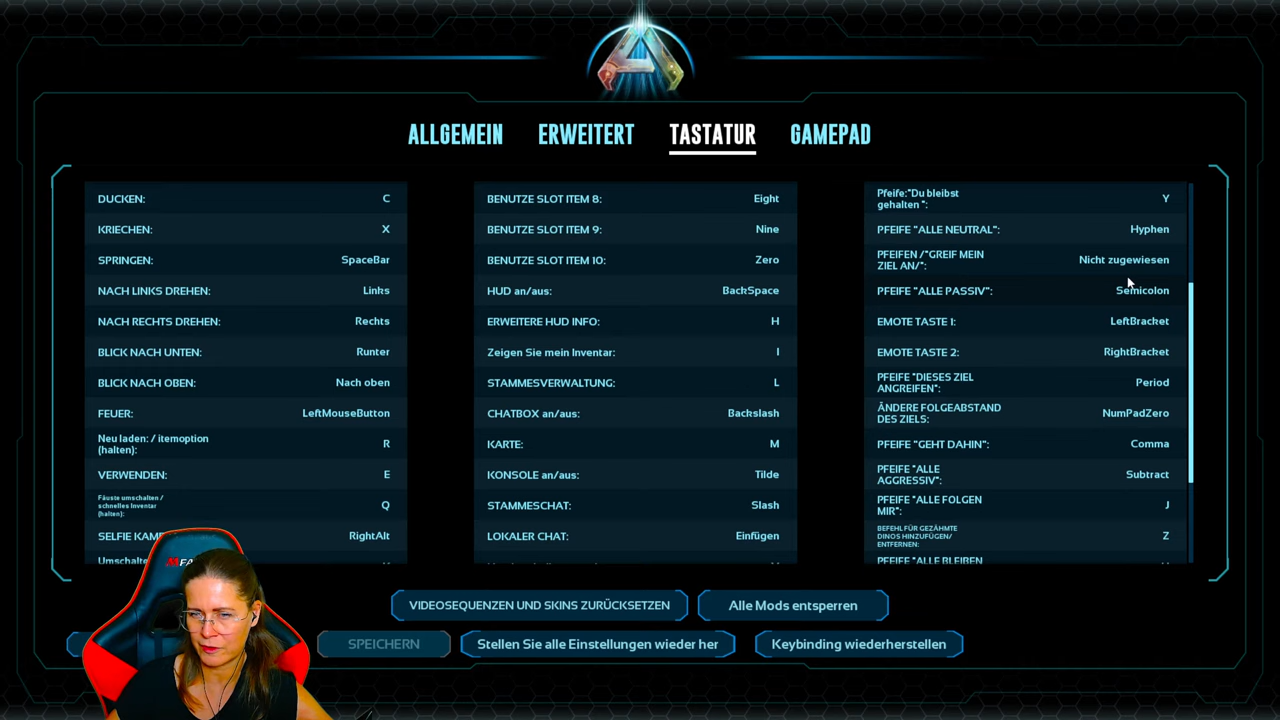 ALLGEMEIN ERWEITERT TASTATUR GAMEPAD
DUCKEN: C
KRIECHEN: X
SPRINGEN: SpaceBar
NACH LINKS DREHEN: Links
NACH RECHTS DREHEN: Rechts
BLICK NACH UNTEN: Runter
BLICK NACH OBEN: Nach oben
FEUER: LeftMouseButton
Neu laden: / itemoption
(halten): R
VERWENDEN: E
Fäuste umschalten /
schnelles Inventar
(halten): Q
SELFIE KAM RightAlt
Umschalte
BENUTZE SLOT ITEM 8: Eight
BENUTZE SLOT ITEM 9: Nine
BENUTZE SLOT ITEM 10: Zero
HUD an/aus: BackSpace
ERWEITERE HUD INFO: H
Zeigen Sie mein Inventar: I
STAMMESVERWALTUNG: L
CHATBOX an/aus: Backslash
KARTE: M
KONSOLE an/aus: Tilde
STAMMESCHAT: Slash
LOKALER CHAT: Einfügen
Pfeife:"Du bleibst
gehalten ": Y
PFEIFE "ALLE NEUTRAL": Hyphen
PFEIFEN /"GREIF MEIN
ZIEL AN/": Nicht zugewiesen
PFEIFE "ALLE PASSIV": Semicolon
EMOTE TASTE 1: LeftBracket
EMOTE TASTE 2: RightBracket
PFEIFE "DIESES ZIEL
ANGREIFEN": Period
ÄNDERE FOLGEABSTAND
DES ZIELS: NumPadZero
PFEIFE "GEHT DAHIN": Comma
PFEIFE "ALLE
AGGRESSIV": Subtract
PFEIFE "ALLE FOLGEN
MIR": J
BEFEHL FÜR GEZÄHMTE
DINOS HINZUFÜGEN/
ENTFERNEN: Z
PFEIFE "ALLE BLEIBEN
VIDEOSEQUENZEN UND SKINS ZURÜCKSETZEN Alle Mods entsperren
SPEICHERN Stellen Sie alle Einstellungen wieder her Keybinding wiederherstellen